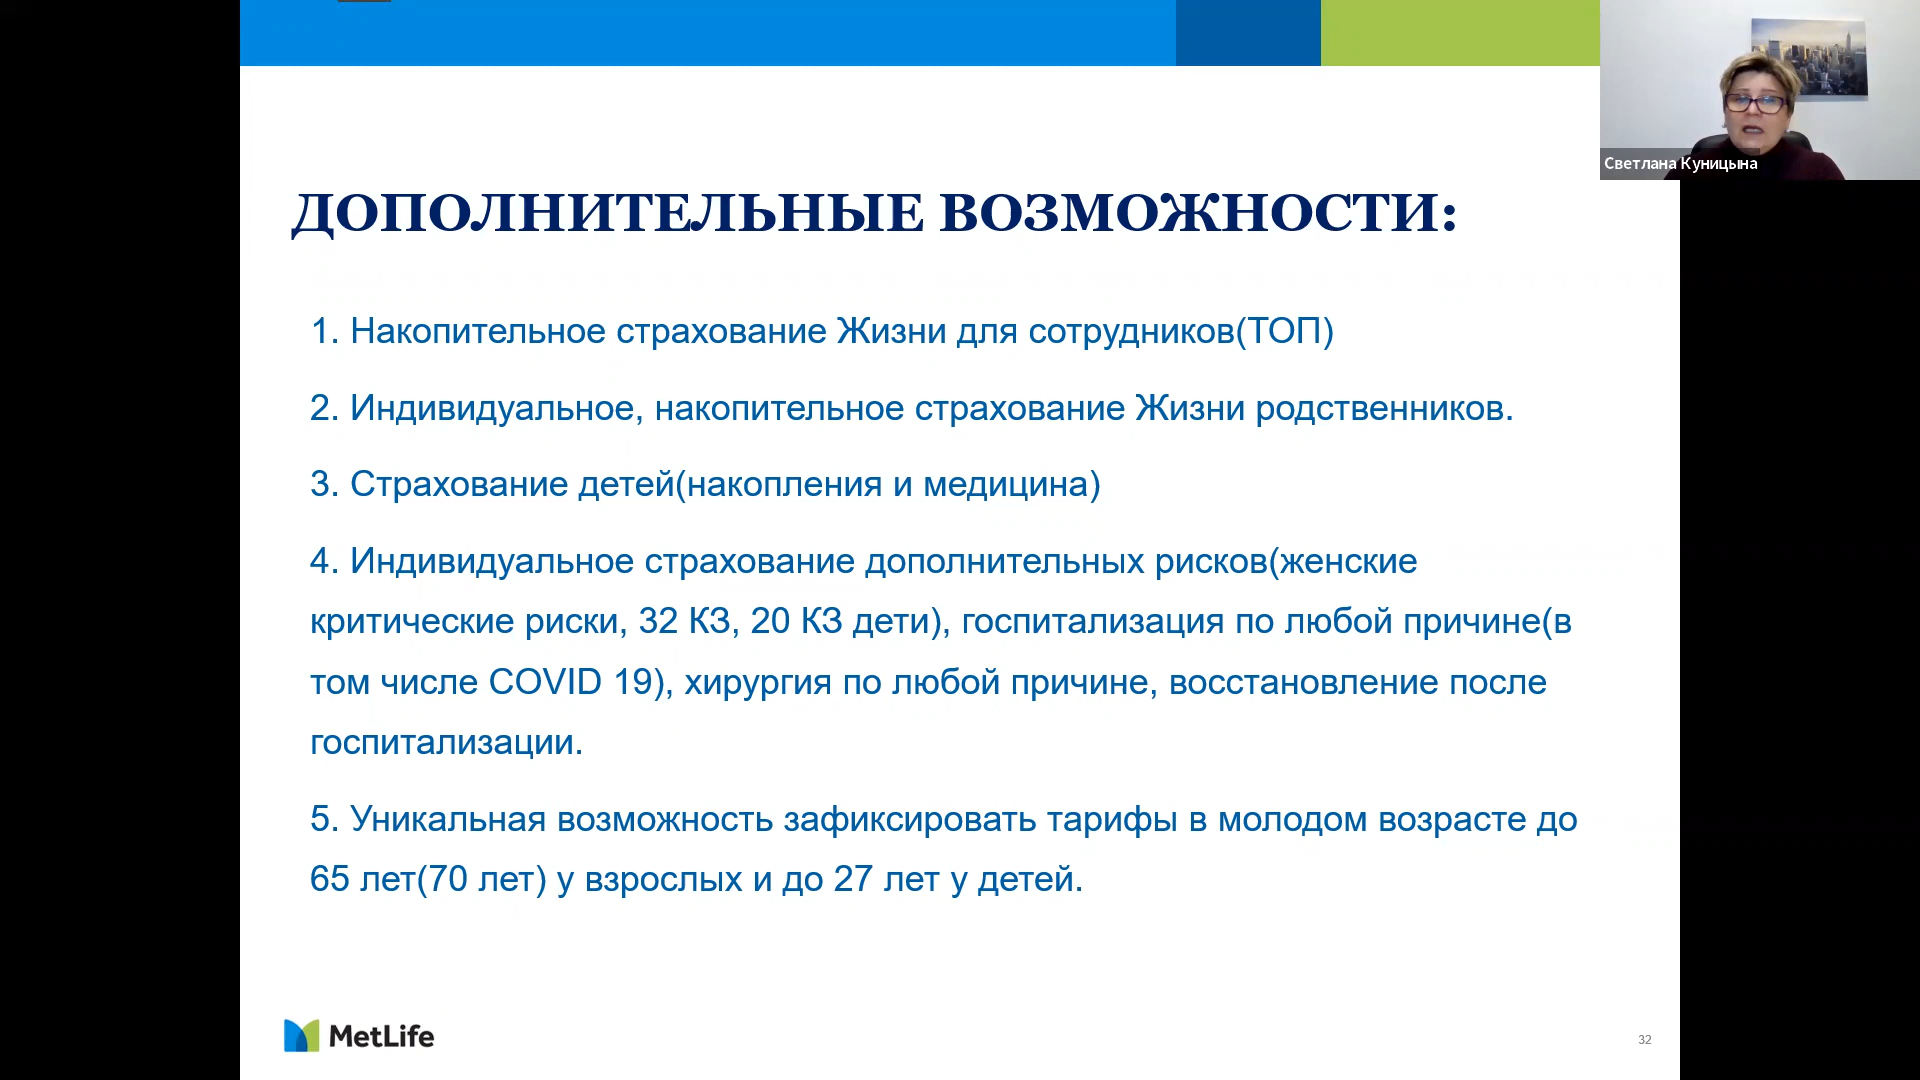 Светлана Куницына
ДОПОЛНИТЕЛЬНЫЕ ВОЗМОЖНОСТИ:
1. Накопительное страхование Жизни для сотрудников(ТОП)
2. Индивидуальное, накопительное страхование Жизни родственников.
3. Страхование детей(накопления и медицина)
4. Индивидуальное страхование дополнительных рисков(женские
критические риски, 32 КЗ, 20 КЗ дети), госпитализация по любой причине(в
том числе COVID 19), хирургия по любой причине, восстановление после
госпитализации.
5. Уникальная возможность зафиксировать тарифы в молодом возрасте до
65 лет(70 лет) у взрослых и до 27 лет у детей.
MetLife
32